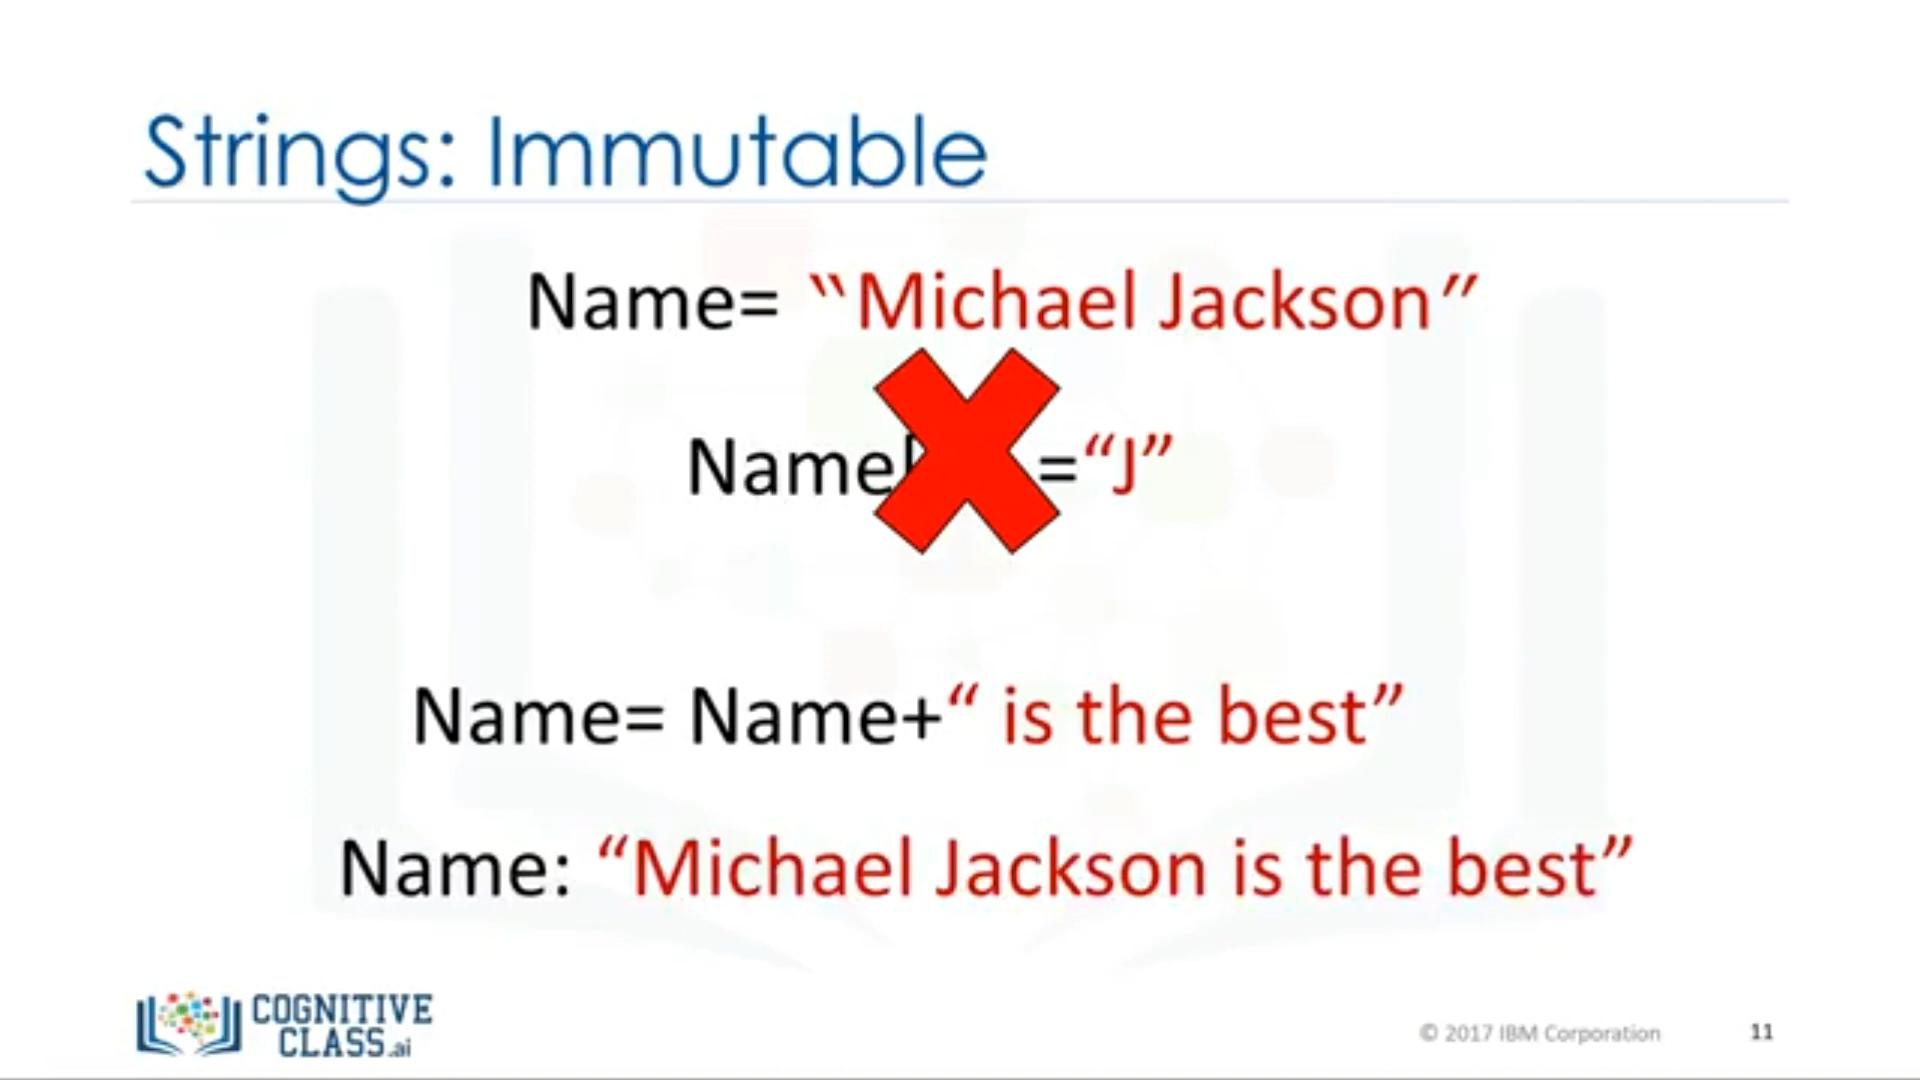 Strings: Immutable
Name= “Michael Jackson”
Name[ =“J”
Name= Name+“ is the best”
Name: “Michael Jackson is the best”
COGNITIVE
CLASS.ai
© 2017 IBM Corporation 11